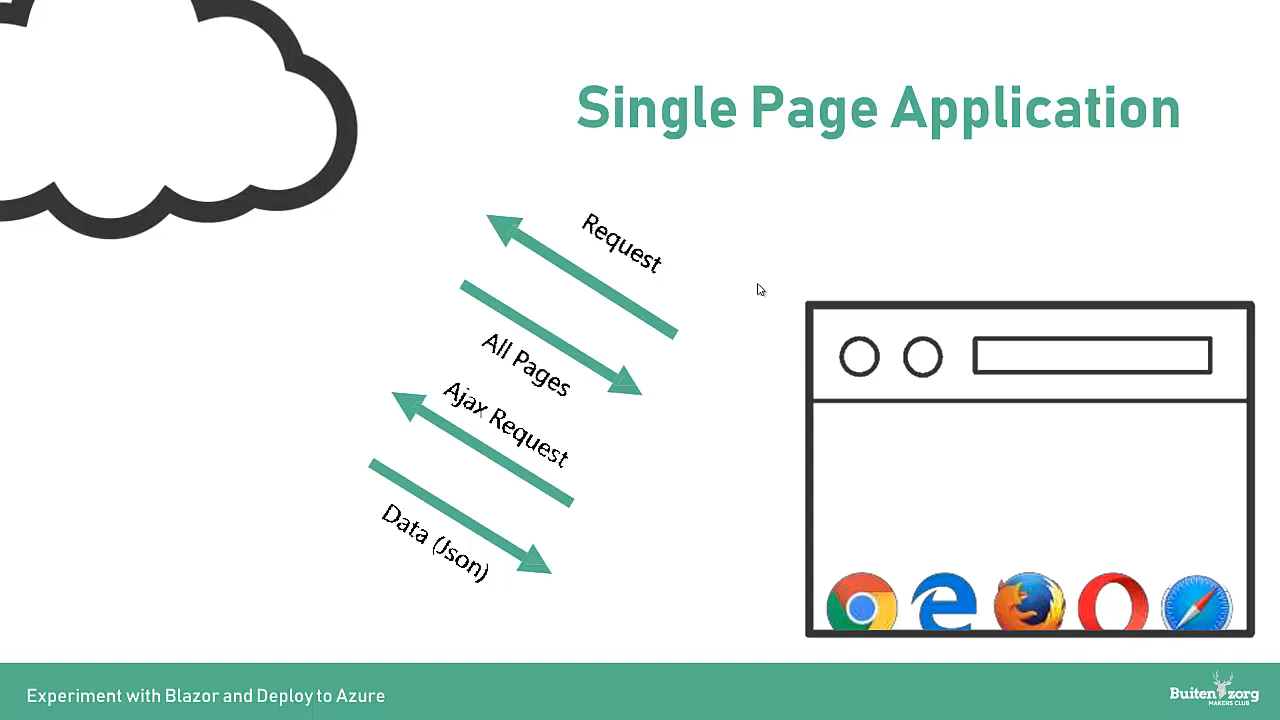 Single Page Application
Request
All Pages
Ajax Request
Data (Json)
Experiment with Blazor and Deploy to Azure
Buitenzorg
MAKERS CLUB